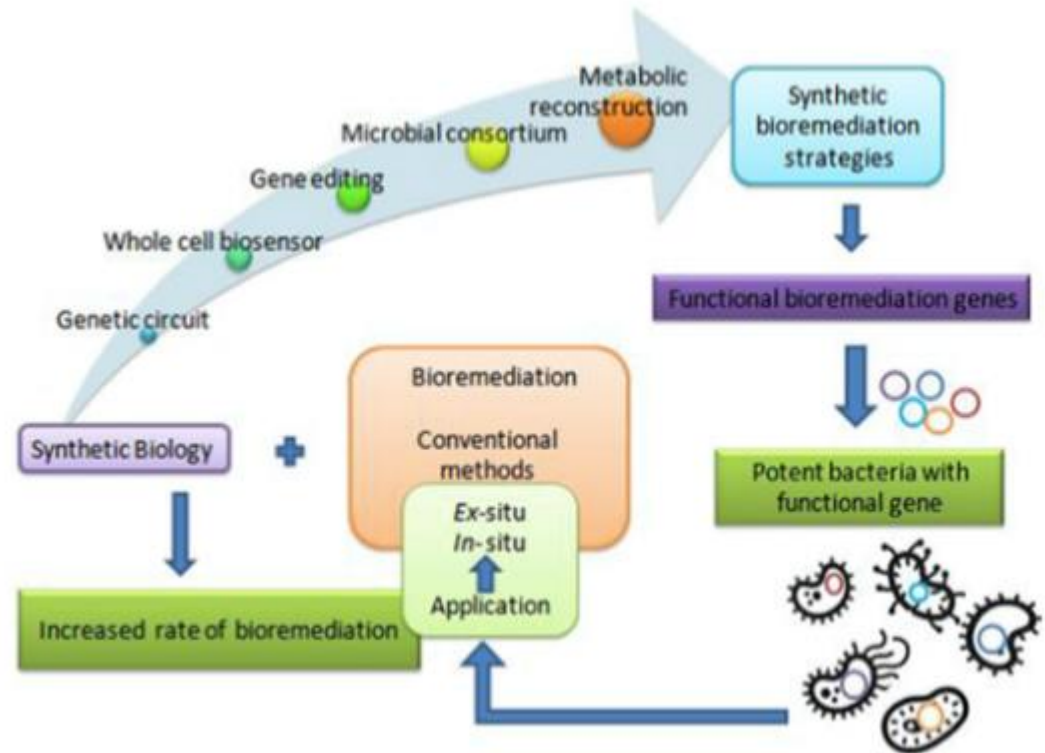 Metabolic
reconstruction
Microbial consortium
Gene editing
Whole cell biosensor
Genetic circuit
Synthetic Biology
Synthetic
bioremediation
strategies
Functional bioremediation genes
Potent bacteria with
functional gene
Bioremediation
Conventional
methods
Ex-situ
In-situ
Application
Increased rate of bioremediation